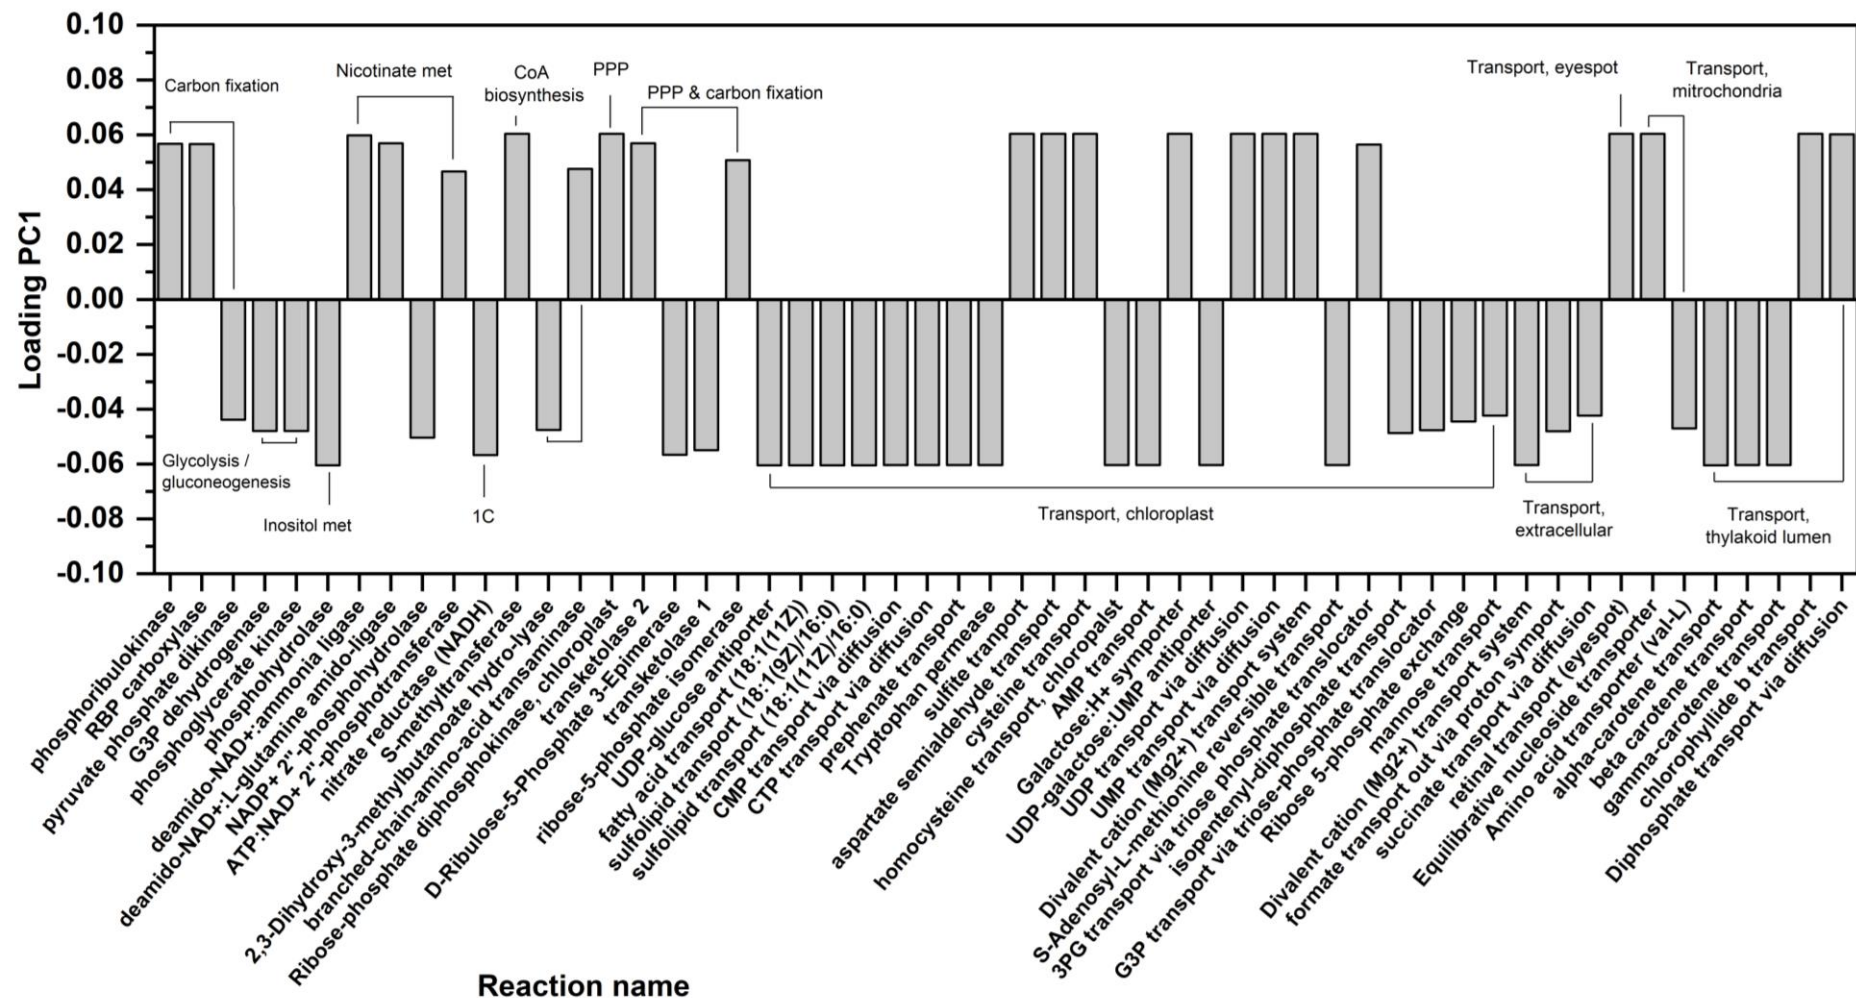 0.10
0.08
0.06
0.04
0.02
0.00
-0.02
-0.04
-0.06
-0.08
-0.10
Loading PC1
Carbon fixation
Nicotinate met
CoA
biosynthesis
PPP
PPP & carbon fixation
Transport, eyespot
Transport,
mitrochondria
Glycolysis /
gluconeogenesis
Inositol met
1C
Transport, chloroplast
Transport,
extracellular
Transport,
thylakoid lumen
phosphoribulokinase
RBP carboxylase
pyruvate phosphate dikinase
G3P dehydrogenase
phosphoglycerate kinase
phosphohydrolase
deamido-NAD+:ammonia ligase
deamido-NAD+:L-glutamine amido-ligase
NADP+ 2''-phosphohydrolase
ATP:NAD+ 2''-phosphotransferase
nitrate reductase (NADH)
S-methyltransferase
2,3-Dihydroxy-3-methylbutanoate hydro-lyase
branched-chain-amino-acid transaminase
Ribose-phosphate diphosphokinase, chloroplast
transketolase 2
D-Ribulose-5-Phosphate 3-Epimerase
transketolase 1
ribose-5-phosphate isomerase
UDP-glucose antiporter
fatty acid transport (18:1(11Z))
sulfolipid transport (18:1(9Z)/16:0)
sulfolipid transport (18:1(11Z)/16:0)
CMP transport via diffusion
CTP transport via diffusion
prephenate transport
Tryptophan permease
sulfite transport
aspartate semialdehyde transport
cysteine transport
homocysteine transport, chloropalst
AMP transport
Galactose:H+ symporter
UDP-galactose:UMP antiporter
UDP transport via diffusion
UMP transport via diffusion
Divalent cation (Mg2+) transport system
S-Adenosyl-L-methionine reversible transport
3PG transport via triose phosphate translocator
isopentenyl-diphosphate transport
G3P transport via triose-phosphate translocator
Ribose 5-phosphate exchange
mannose transport
Divalent cation (Mg2+) transport system
formate transport out via proton symport
succinate transport via diffusion
retinal transport (eyespot)
Equilibrative nucleoside transporter
Amino acid transporter (val-L)
alpha-carotene transport
beta carotene transport
gamma-carotene transport
chlorophyllide b transport
Diphosphate transport via diffusion
Reaction name